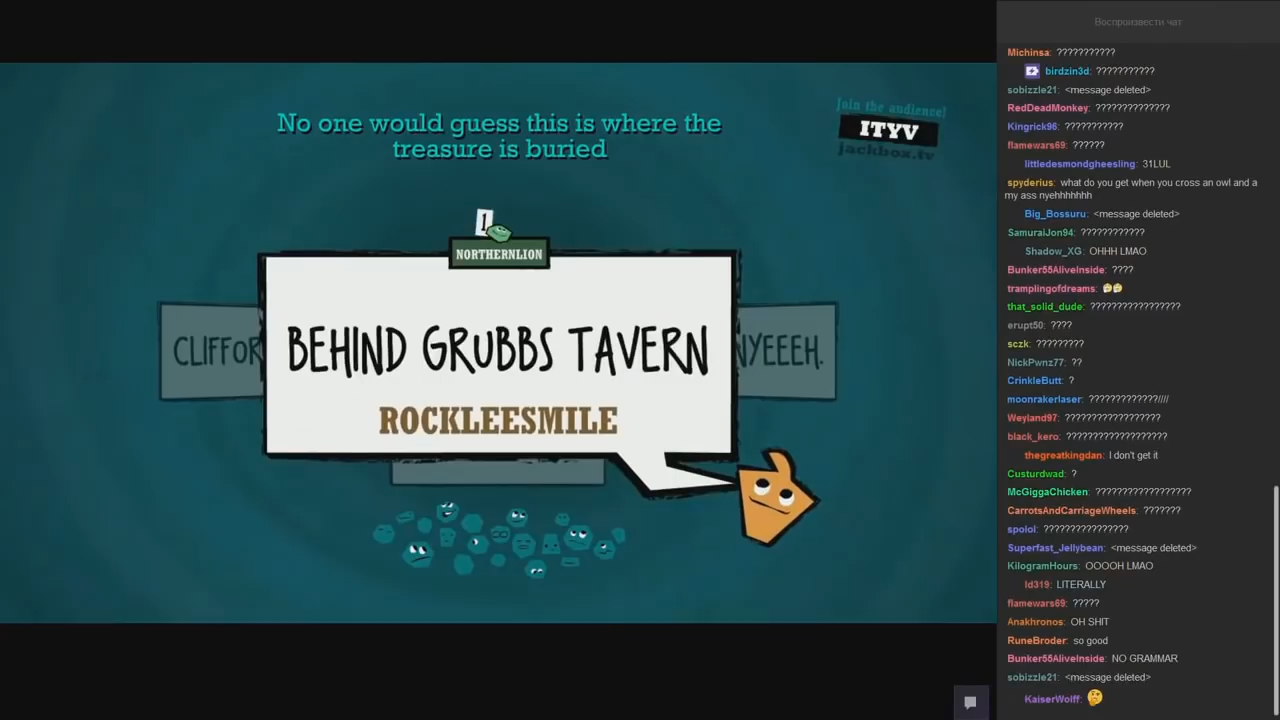 No one would guess this is where the
treasure is buried
Join the audience!
ITYV
jackbox.tv
1
NORTHERNLION
CLIFFOR
BEHIND GRUBBS TAVERN
NYEEEH.
ROCKLEESMILE
Воспроизвести чат
Michinsa: ???????????
birdzin3d: ???????????
sobizzle21: <message deleted>
RedDeadMonkey: ??????????????
Kingrick96: ???????????
flamewars69: ??????
littledesmondgheesling: 31LUL
spyderius: what do you get when you cross an owl and a
my ass nyehhhhhhh
Big_Bossuru: <message deleted>
SamuraiJon94: ????????????
Shadow_XG: OHHH LMAO
Bunker55AliveInside: ????
tramplingofdreams:
that_solid_dude: ?????????????????
erupt50: ????
sczk: ?????????
NickPwnz77: ??
CrinkleButt: ?
moonrakerlaser: ?????????????////
Weyland97: ??????????????????
black_kero: ???????????????????
thegreatkingdan: I don't get it
Custurdwad: ?
McGiggaChicken: ??????????????????
CarrotsAndCarriageWheels: ???????
spolol: ????????????????
Superfast_Jellybean: <message deleted>
KilogramHours: OOOOH LMAO
ld319: LITERALLY
flamewars69: ?????
Anakhronos: OH SHIT
RuneBroder: so good
Bunker55AliveInside: NO GRAMMAR
sobizzle21: <message deleted>
KaiserWolff: